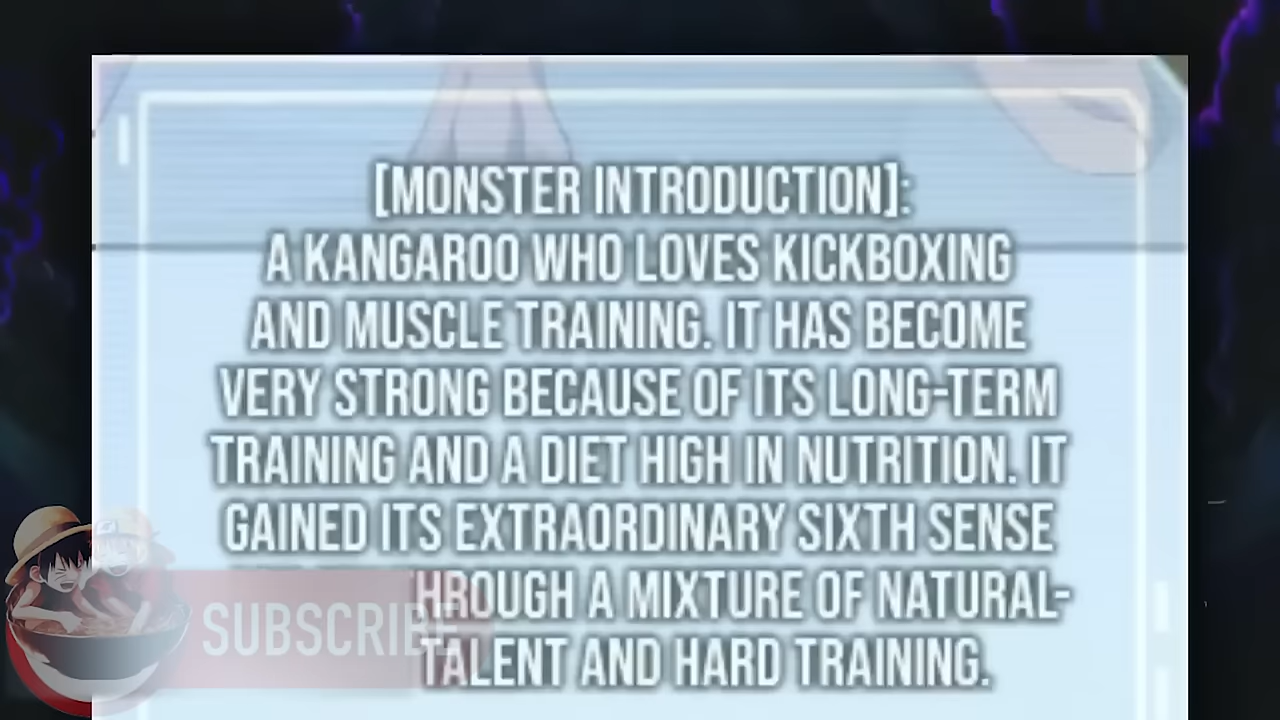 [MONSTER INTRODUCTION]:
A KANGAROO WHO LOVES KICKBOXING
AND MUSCLE TRAINING. IT HAS BECOME
VERY STRONG BECAUSE OF ITS LONG-TERM
TRAINING AND A DIET HIGH IN NUTRITION. IT
GAINED ITS EXTRAORDINARY SIXTH SENSE
HROUGH A MIXTURE OF NATURAL-
TALENT AND HARD TRAINING.
SUBSCRIBE